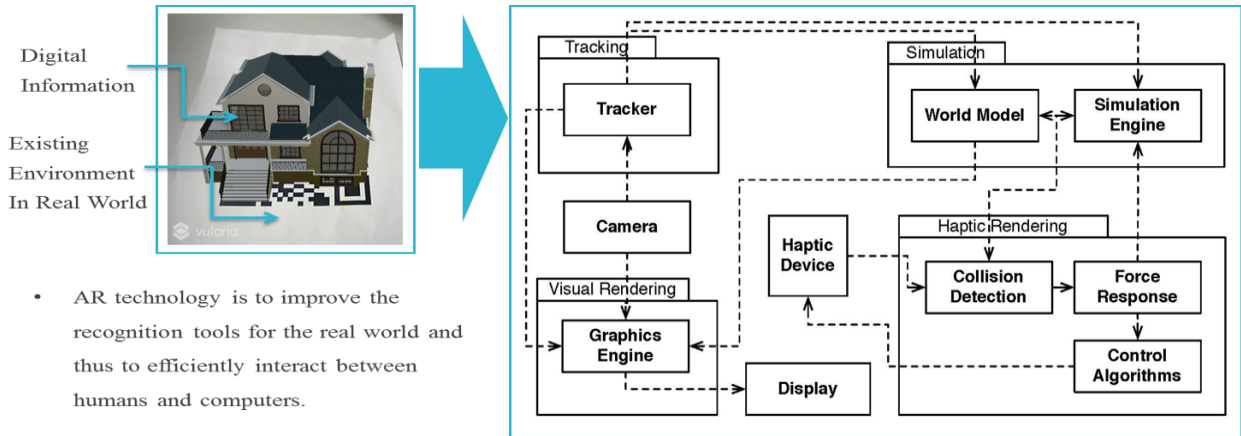 Digital
Information
Existing
Environment
In Real World
vuforia
• AR technology is to improve the
recognition tools for the real world and
thus to efficiently interact between
humans and computers.
Tracking
Tracker
Camera
Visual Rendering
Graphics
Engine
Display
Simulation
World Model
Simulation
Engine
Haptic
Device
Haptic Rendering
Collision
Detection
Force
Response
Control
Algorithms